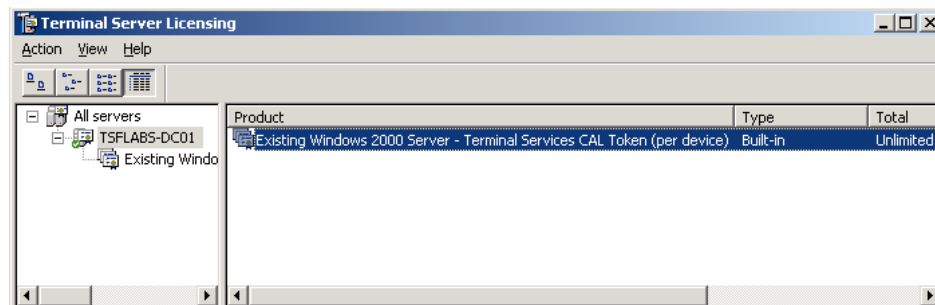 Terminal Server Licensing
Action View Help
All servers
Product Type Total
TSFLABS-DC01
Existing Windows 2000 Server - Terminal Services CAL Token (per device) Built-in Unlimited
Existing Windo